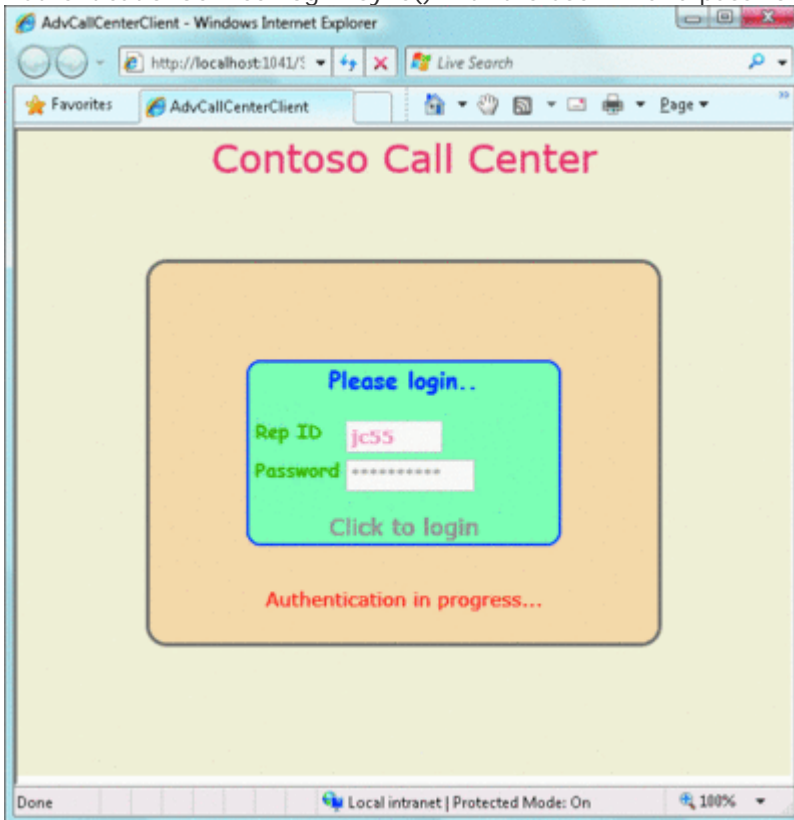 AdvCallCenterClient - Windows Internet Explorer
http://localhost:1041/S
Live Search
Favorites
AdvCallCenterClient
Page
Contoso Call Center
Please login..
Rep ID
jc55
Password
**********
Click to login
Authentication in progress...
Done
Local intranet | Protected Mode: On
100%